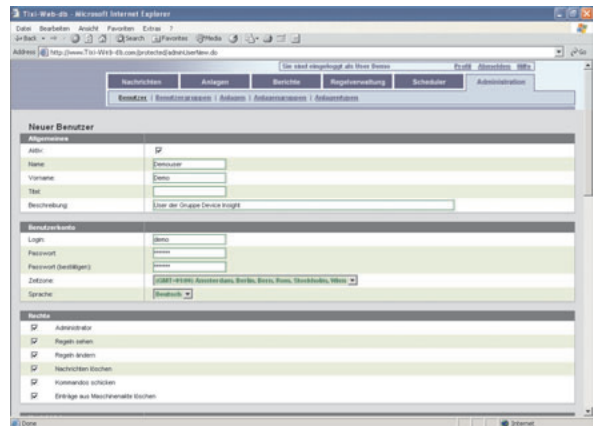 Tixi-Web-db - Microsoft Internet Explorer
Datei Bearbeiten Ansicht Favoriten Extras ?
Back Search Favorites Media
Address http://www.Tixi-Web-db.com/protected/adminUserNew.do Go
Sie sind eingeloggt als User Demo Profil Abmelden Hilfe
Nachrichten Anlagen Berichte Regelverwaltung Scheduler Administration
Benutzer | Benutzergruppen | Anlagen | Anlagengruppen | Anlagentypen
Neuer Benutzer
Allgemeines
Aktiv:
Name: Demouser
Vorname: Demo
Titel:
Beschreibung: User der Gruppe Device Insight
Benutzerkonto
Login: demo
Passwort: ******
Passwort (bestätigen): ******
Zeitzone: (GMT+01:00) Amsterdam, Berlin, Bern, Rom, Stockholm, Wien
Sprache: Deutsch
Rechte
Administrator
Regeln sehen
Regeln ändern
Nachrichten löschen
Kommandos schicken
Einträge aus Maschinenakte löschen
Done Internet